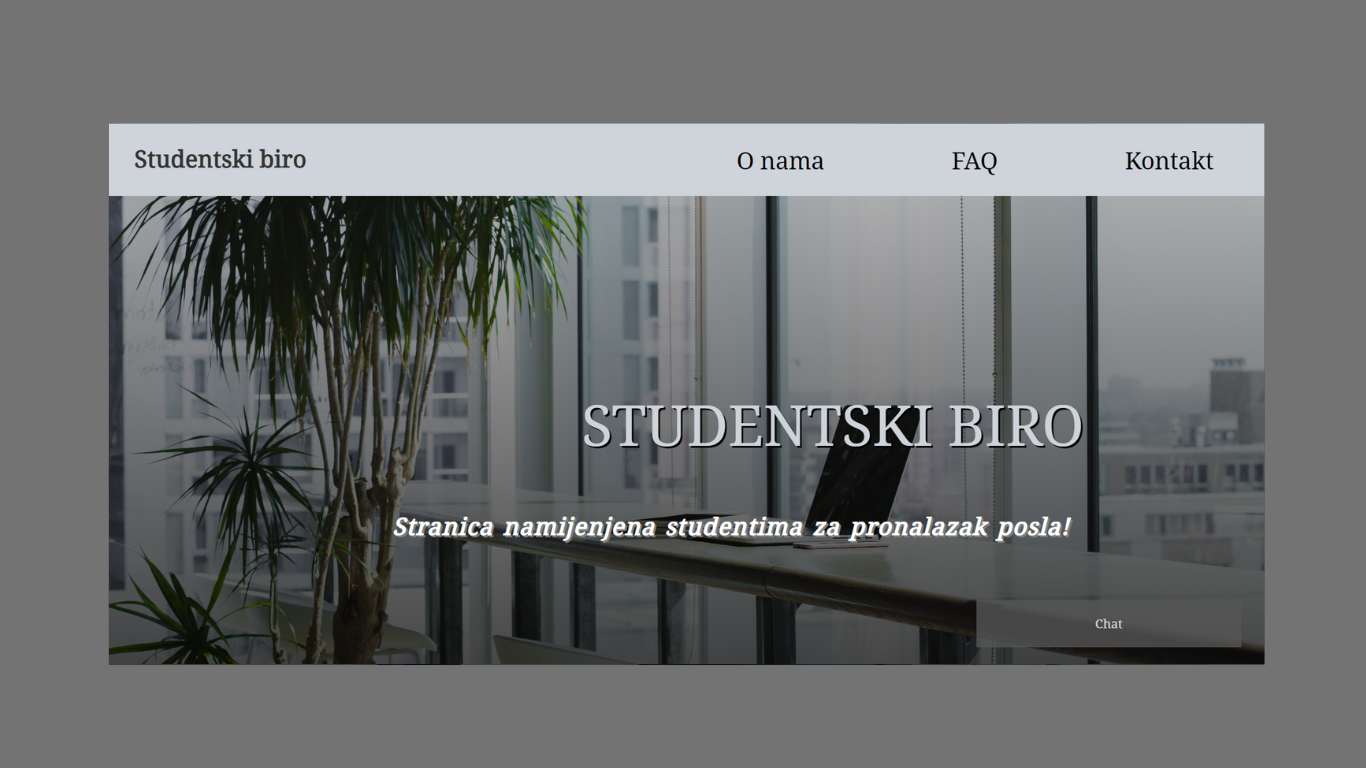 Studentski biro
O nama
FAQ
Kontakt
STUDENTSKI BIRO
Stranica namijenjena studentima za pronalazak posla!
Chat